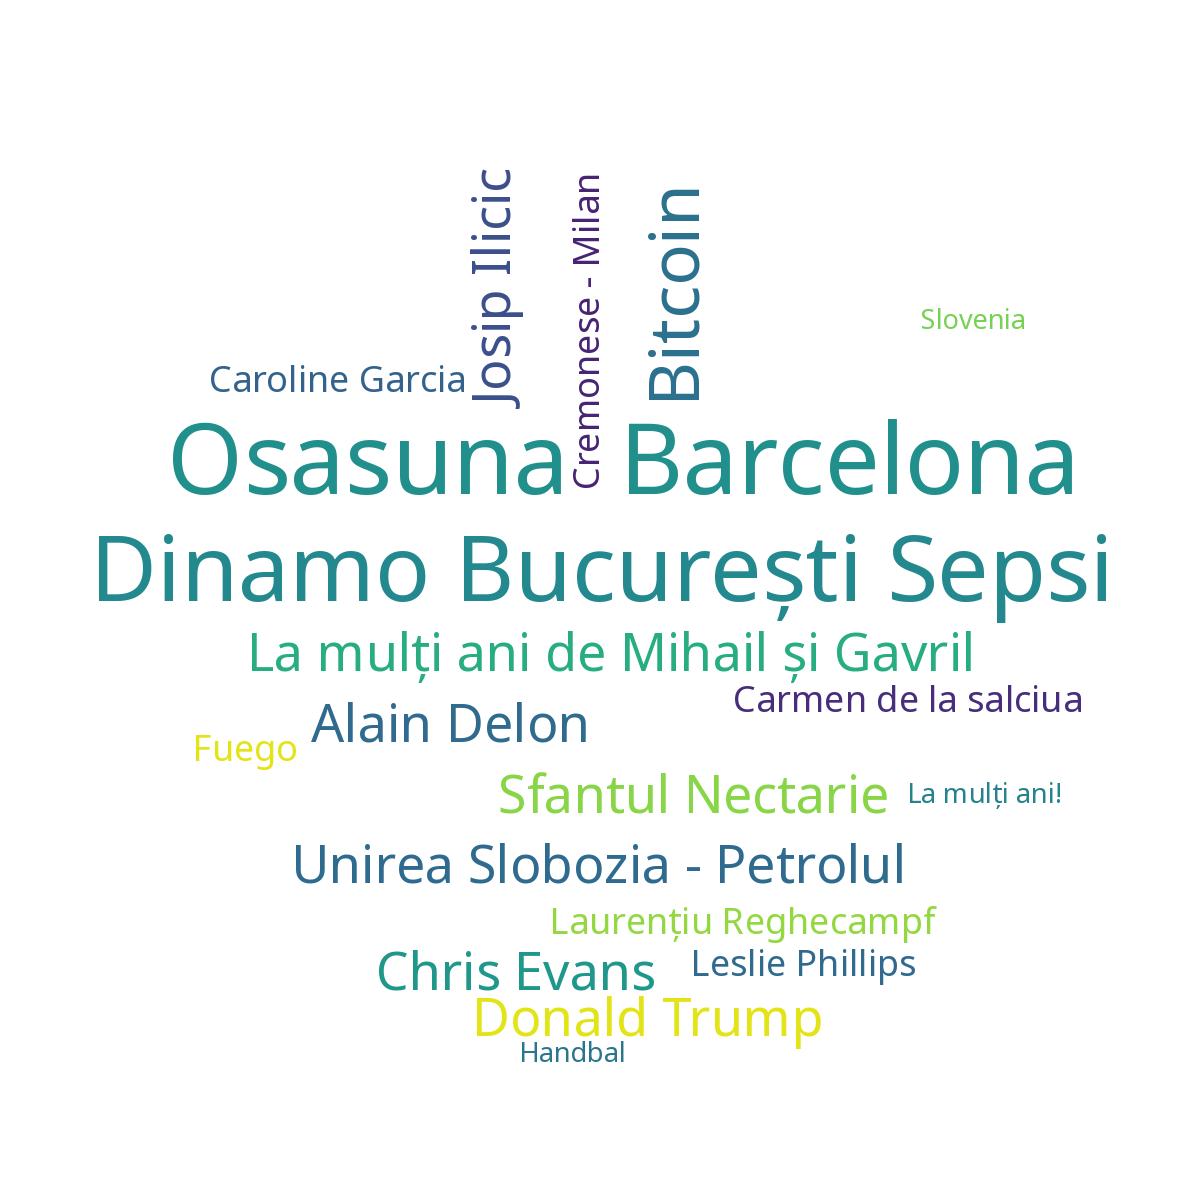 Josip Ilicic
Cremonese - Milan
Bitcoin
Slovenia
Caroline Garcia
Osasuna Barcelona
Dinamo București Sepsi
La mulți ani de Mihail și Gavril
Carmen de la salciua
Alain Delon
Fuego
Sfantul Nectarie
La mulți ani!
Unirea Slobozia - Petrolul
Laurențiu Reghecampf
Chris Evans
Leslie Phillips
Donald Trump
Handbal